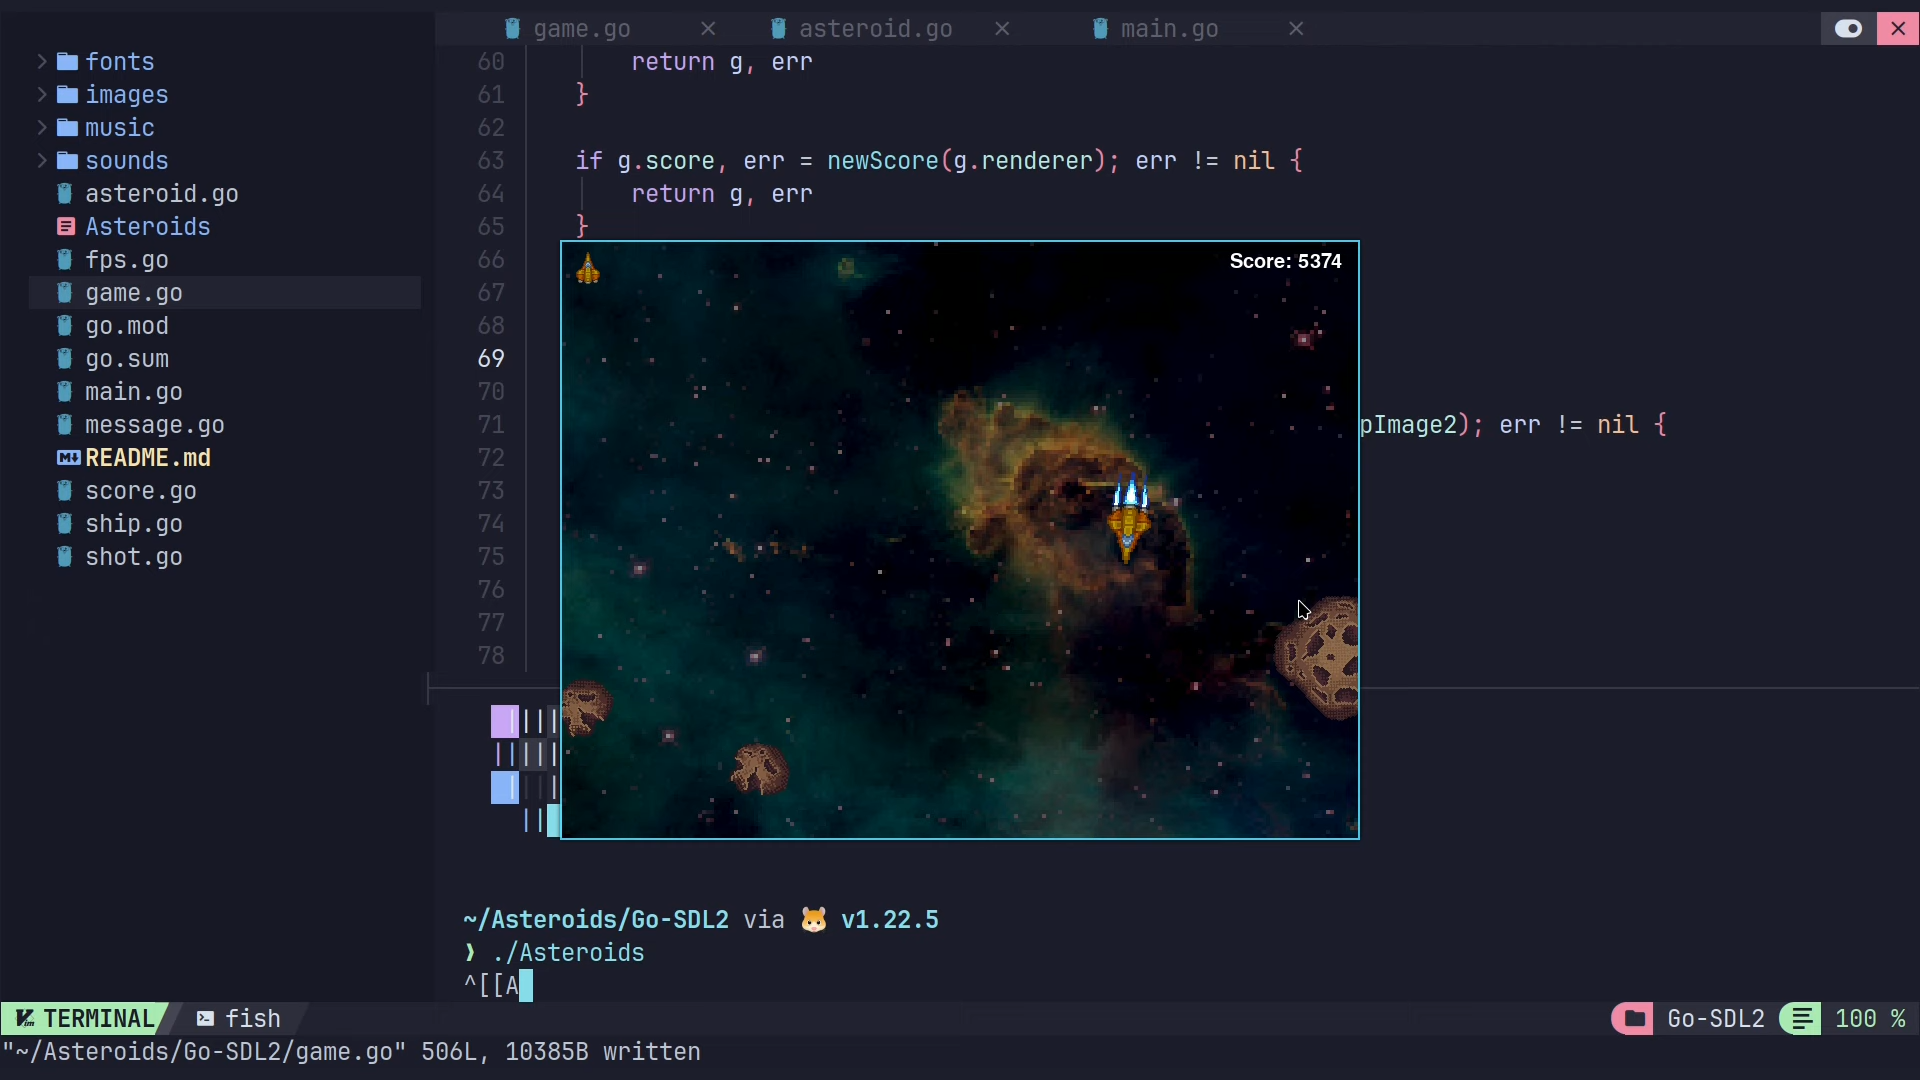 game.go asteroid.go main.go
fonts
images
music
sounds
asteroid.go
Asteroids
fps.go
game.go
go.mod
go.sum
main.go
message.go
README.md
score.go
ship.go
shot.go
60 return g, err
61 }
62
63 if g.score, err = newScore(g.renderer); err != nil {
64 return g, err
65 }
66
67
68
69
70
71 pImage2); err != nil {
72
73
74
75
76
77
78
Score: 5374
~/Asteroids/Go-SDL2 via 🐹 v1.22.5
❯ ./Asteroids
^[[A
TERMINAL fish Go-SDL2 100 %
"~/Asteroids/Go-SDL2/game.go" 506L, 10385B written